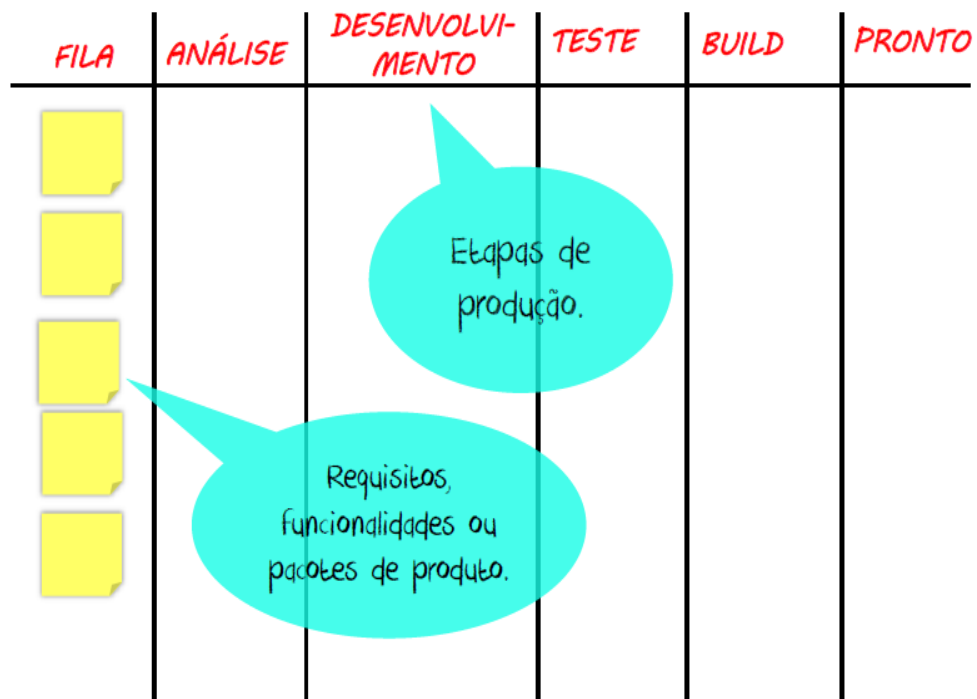 FILA
ANÁLISE
DESENVOLVI-
MENTO
TESTE
BUILD
PRONTO
Etapas de
produção.
Requisitos,
funcionalidades ou
pacotes de produto.